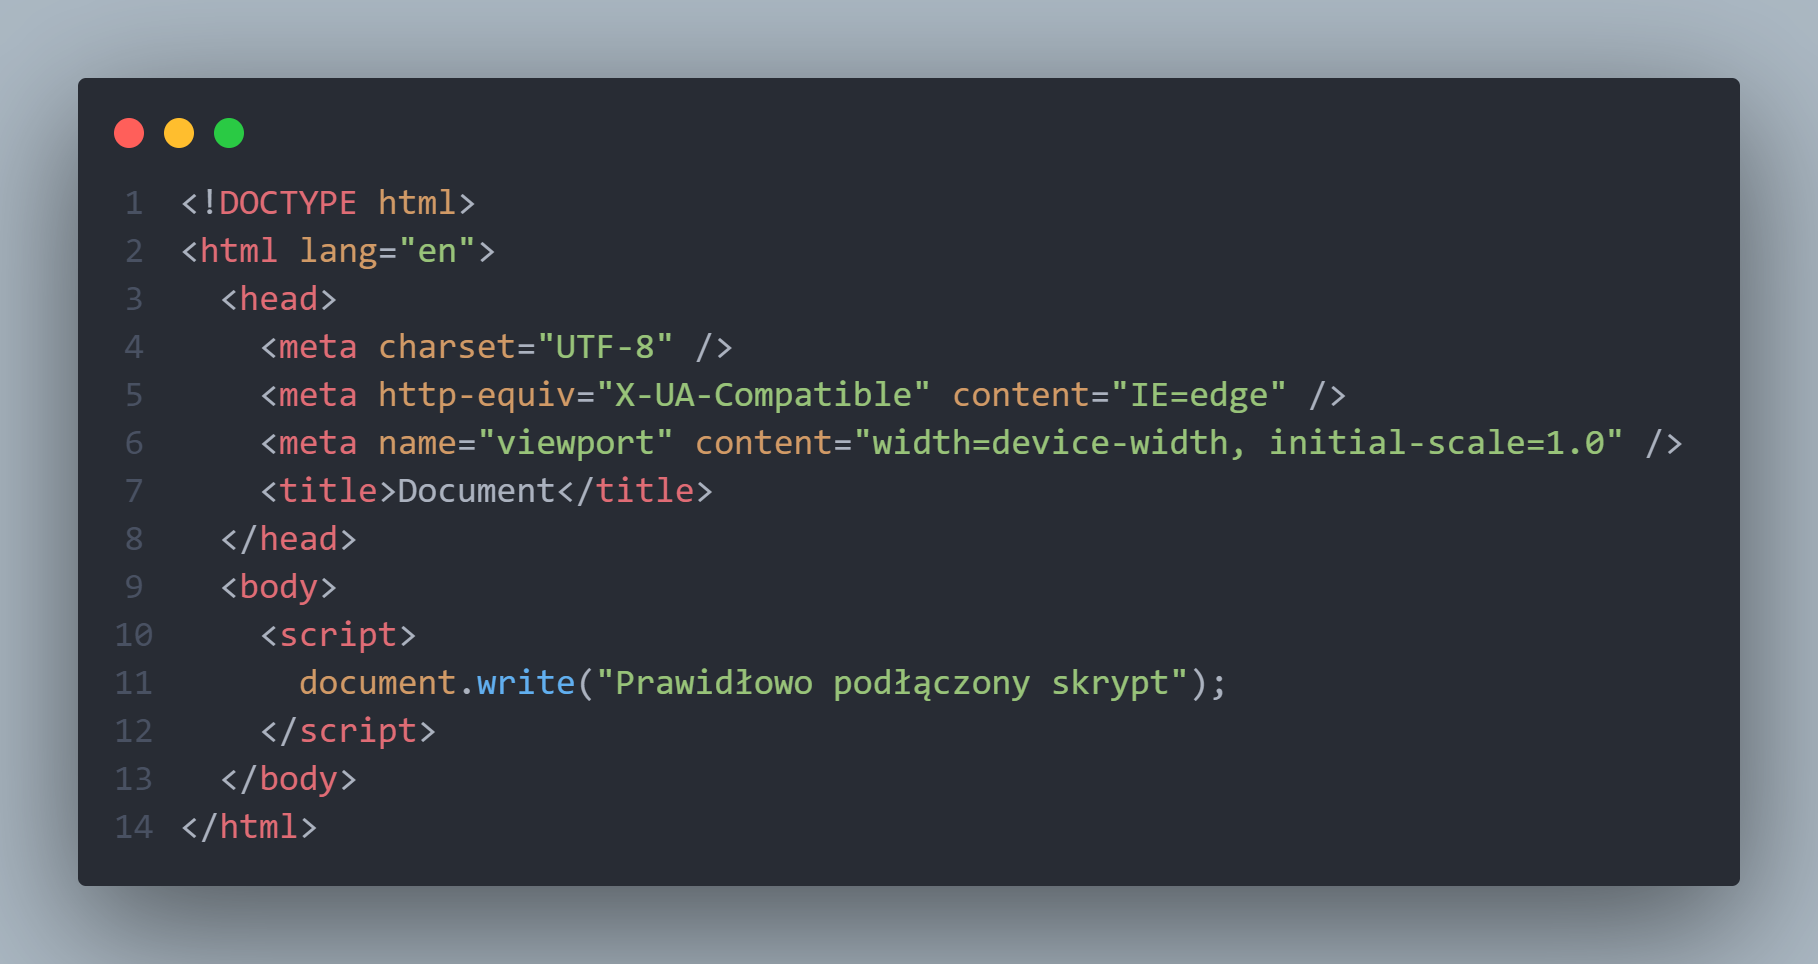 1 <!DOCTYPE html>
2 <html lang="en">
3   <head>
4     <meta charset="UTF-8" />
5     <meta http-equiv="X-UA-Compatible" content="IE=edge" />
6     <meta name="viewport" content="width=device-width, initial-scale=1.0" />
7     <title>Document</title>
8   </head>
9   <body>
10     <script>
11       document.write("Prawidłowo podłączony skrypt");
12     </script>
13   </body>
14 </html>